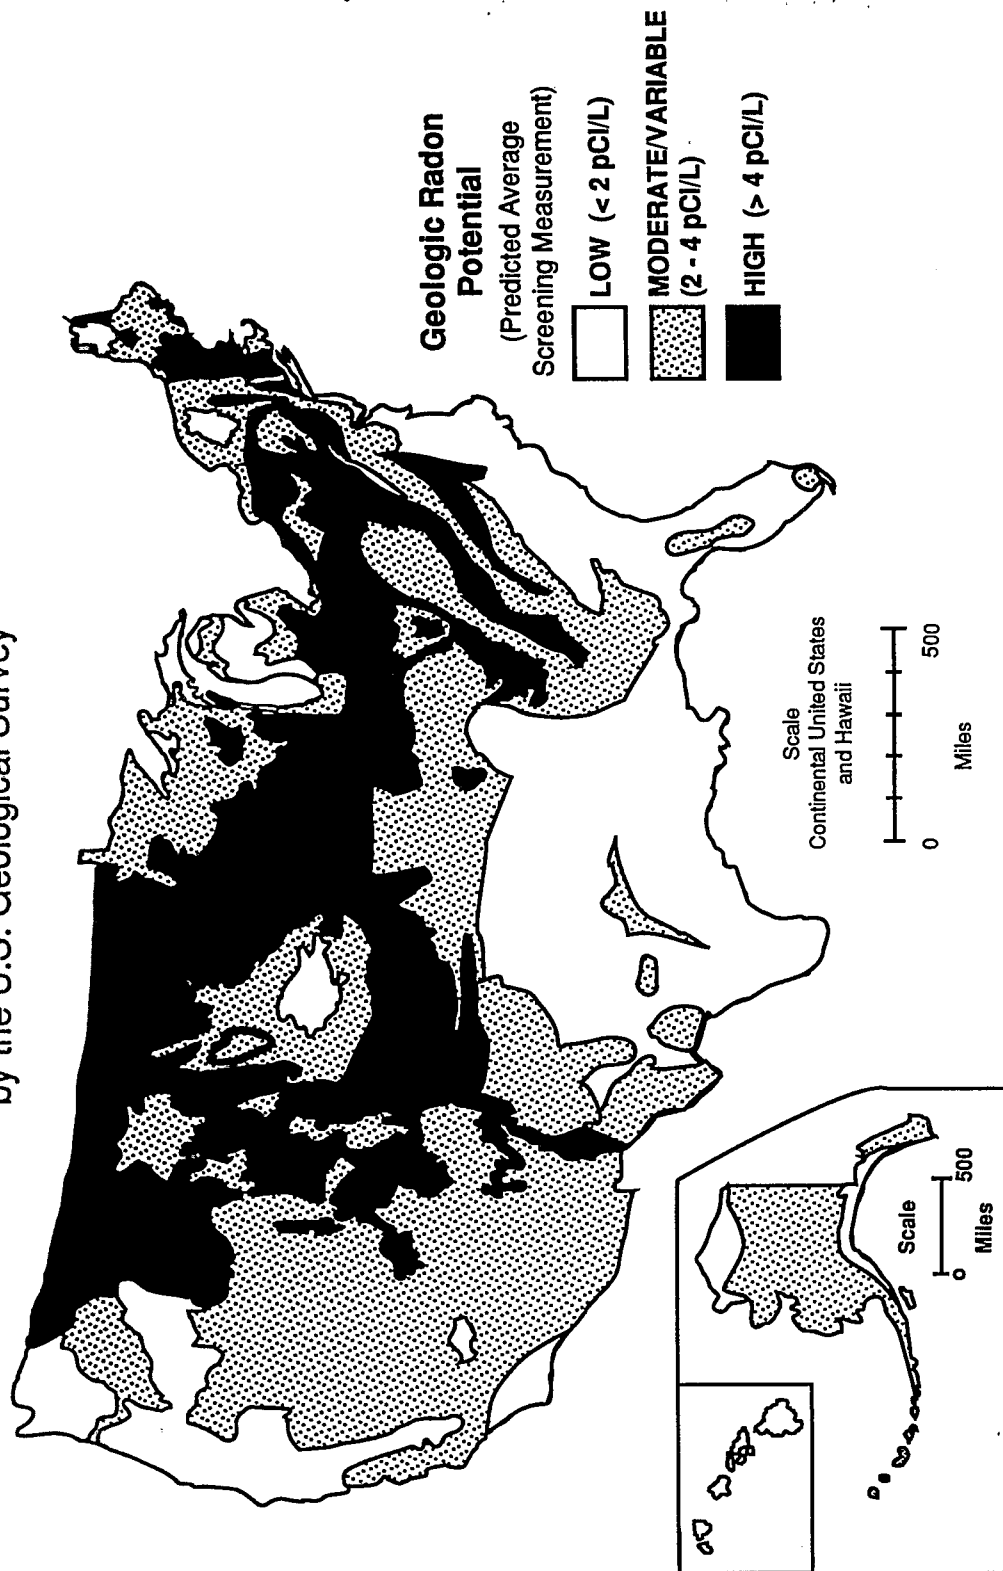 by the U.S. Geological Survey
Geologic Radon
Potential
(Predicted Average
Screening Measurement)
LOW (< 2 pCi/L)
MODERATE/VARIABLE
(2 - 4 pCi/L)
HIGH (> 4 pCi/L)
Scale
Continental United States
and Hawaii
0 500
Miles
Scale
0 500
Miles